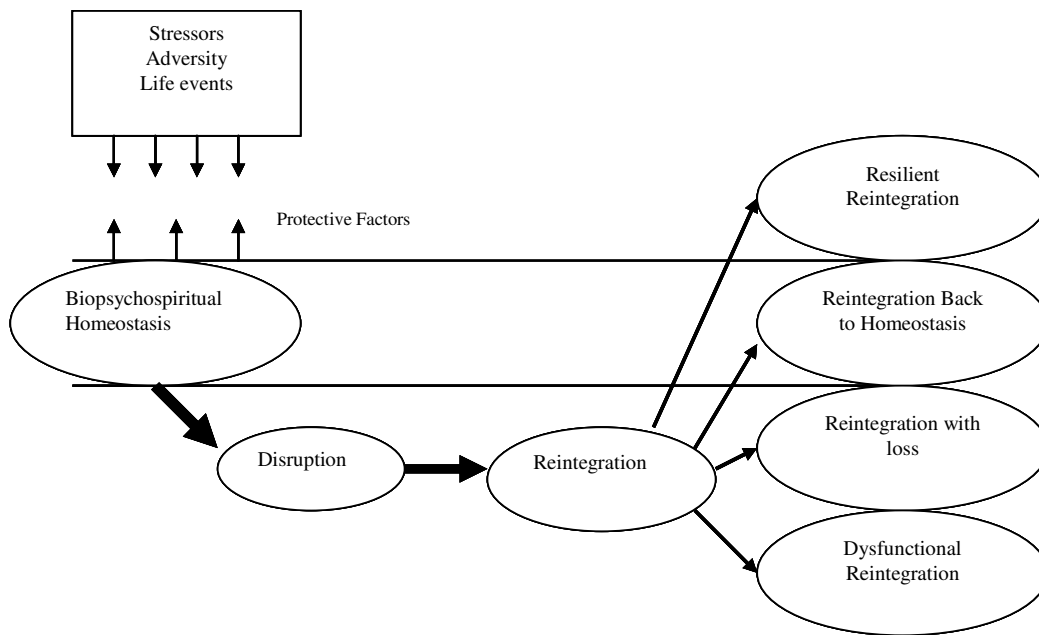 Stressors
Adversity
Life events
Protective Factors
Resilient
Reintegration
Biopsychospiritual
Homeostasis
Reintegration Back
to Homeostasis
Disruption
Reintegration
Reintegration with
loss
Dysfunctional
Reintegration